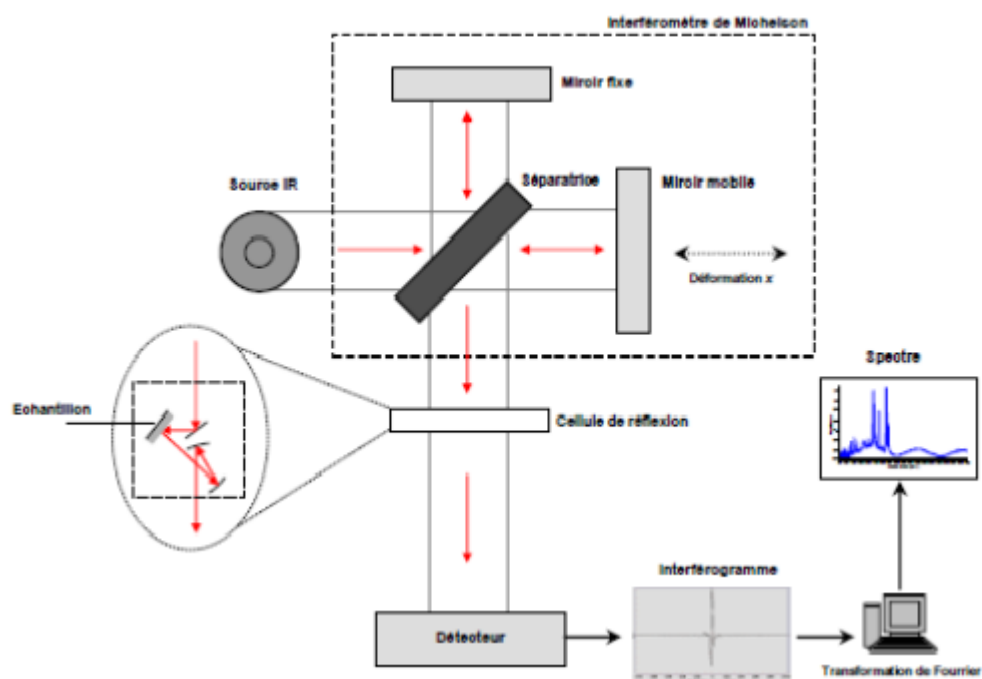 Interféromètre de Michelson
Miroir fixe
Source IR
Séparatrice
Miroir mobile
Déformation x
Spectre
Echantillon
Cellule de réflexion
Interférogramme
Détecteur
Transformation de Fourrier